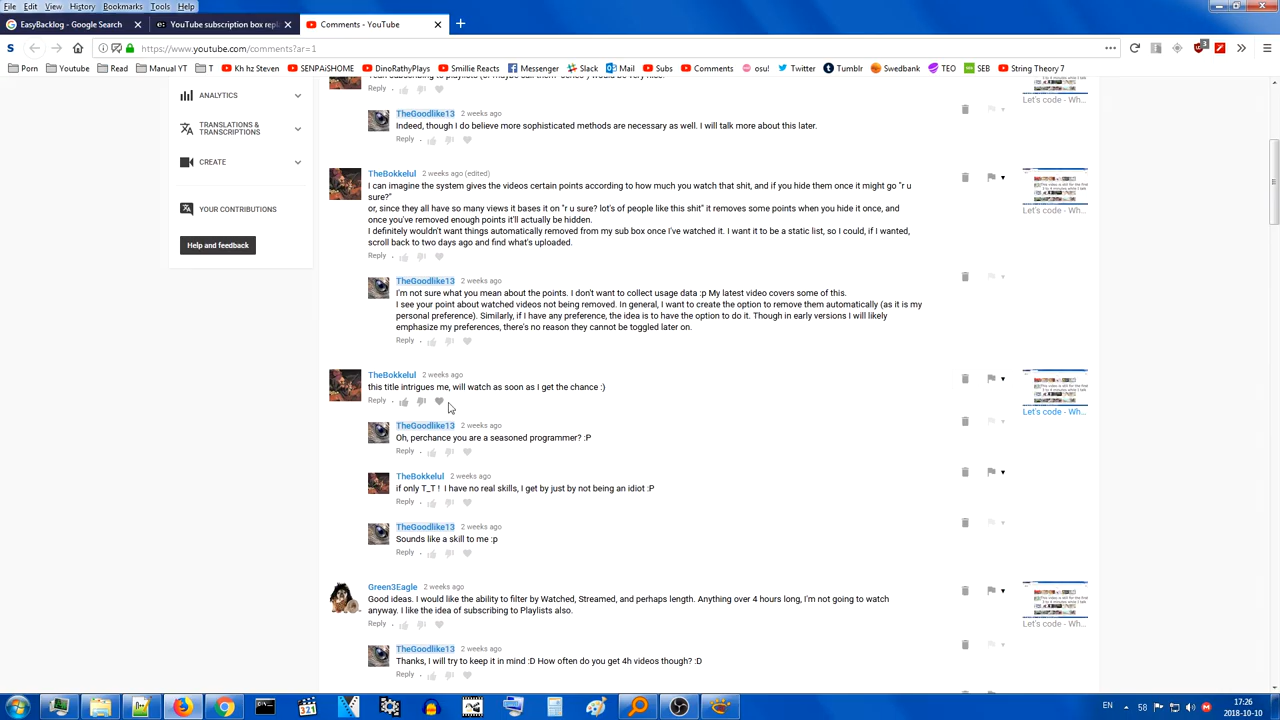 File Edit View History Bookmarks Tools Help
EasyBacklog - Google Search
YouTube subscription box repl
Comments - YouTube
https://www.youtube.com/comments?ar=1
Porn Youtube Read Manual YT T Kh hz Steven SENPAiSHOME DinoRathyPlays Smillie Reacts Messenger Slack Mail Subs Comments osu! Twitter Tumblr Swedbank TEO SEB String Theory 7
ANALYTICS
TRANSLATIONS &
TRANSCRIPTIONS
CREATE
YOUR CONTRIBUTIONS
Help and feedback
Reply
Let's code - Wh...
TheGoodlike13 2 weeks ago
Indeed, though I do believe more sophisticated methods are necessary as well. I will talk more about this later.
Reply
TheBokkelul 2 weeks ago (edited)
I can imagine the system gives the videos certain points according to how much you watch that shit, and if you hide them once it might go "r u
sure?"
or, since they all have so many views it bases it on "r u sure? lots of people like this shit" it removes some points when you hide it once, and
once you've removed enough points it'll actually be hidden.
I definitely wouldn't want things automatically removed from my sub box once I've watched it. I want it to be a static list, so I could, if I wanted,
scroll back to two days ago and find what's uploaded.
Reply
Let's code - Wh...
TheGoodlike13 2 weeks ago
I'm not sure what you mean about the points. I don't want to collect usage data :p My latest video covers some of this.
I see your point about watched videos not being removed. In general, I want to create the option to remove them automatically (as it is my
personal preference). Similarly, if I have any preference, the idea is to have the option to do it. Though in early versions I will likely
emphasize my preferences, there's no reason they cannot be toggled later on.
Reply
TheBokkelul 2 weeks ago
this title intrigues me, will watch as soon as I get the chance :)
Reply
Let's code - Wh...
TheGoodlike13 2 weeks ago
Oh, perchance you are a seasoned programmer? :P
Reply
TheBokkelul 2 weeks ago
if only T_T ! I have no real skills, I get by just by not being an idiot :P
Reply
TheGoodlike13 2 weeks ago
Sounds like a skill to me :p
Reply
Green3Eagle 2 weeks ago
Good ideas. I would like the ability to filter by Watched, Streamed, and perhaps length. Anything over 4 hours long, I'm not going to watch
anyway. I like the idea of subscribing to Playlists also.
Reply
Let's code - Wh...
TheGoodlike13 2 weeks ago
Thanks, I will try to keep it in mind :D How often do you get 4h videos though? :D
Reply
EN 58 17:26
2018-10-10